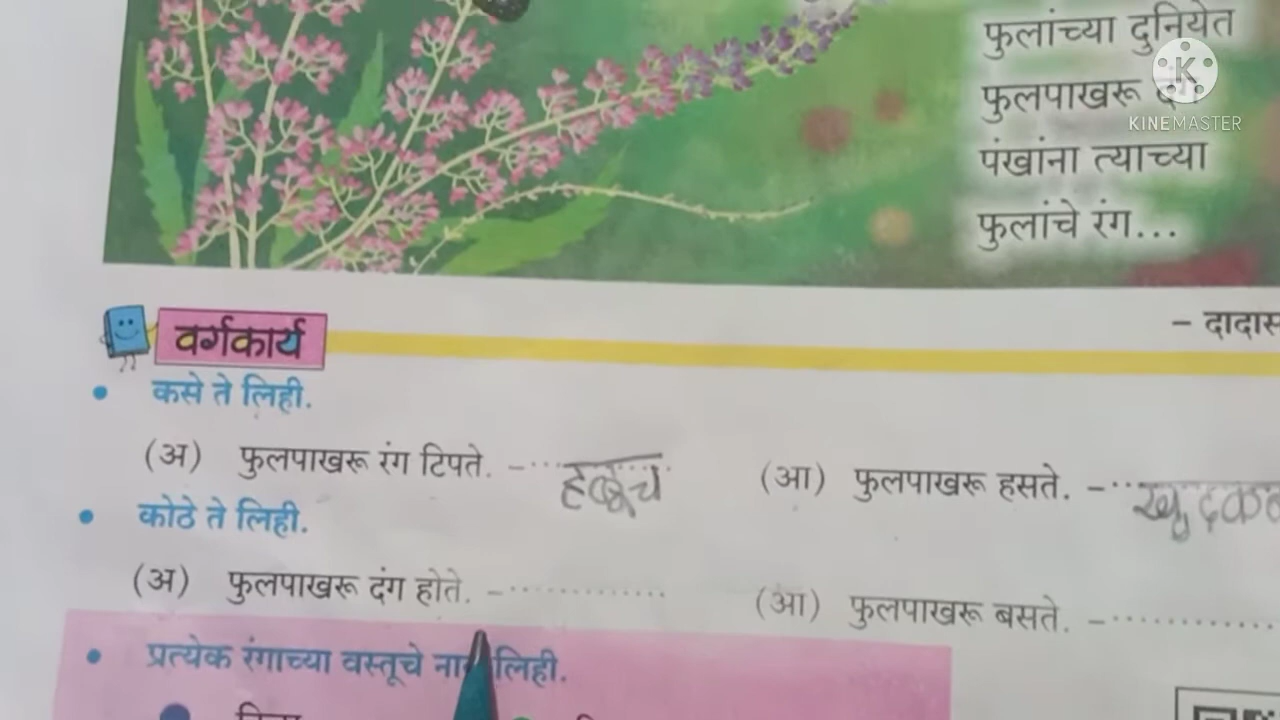 फुलांच्या दुनियेत
फुलपाखरू
पंखांना त्याच्या
फुलांचे रंग...
KINEMASTER
– दादास
वर्गकार्य
• कसे ते लिही.
(अ) फुलपाखरू रंग टिपते. – हळूच (आ) फुलपाखरू हसते. –
• कोठे ते लिही.
(अ) फुलपाखरू दंग होते. – (आ) फुलपाखरू बसते. –
• प्रत्येक रंगाच्या वस्तूचे लिही.